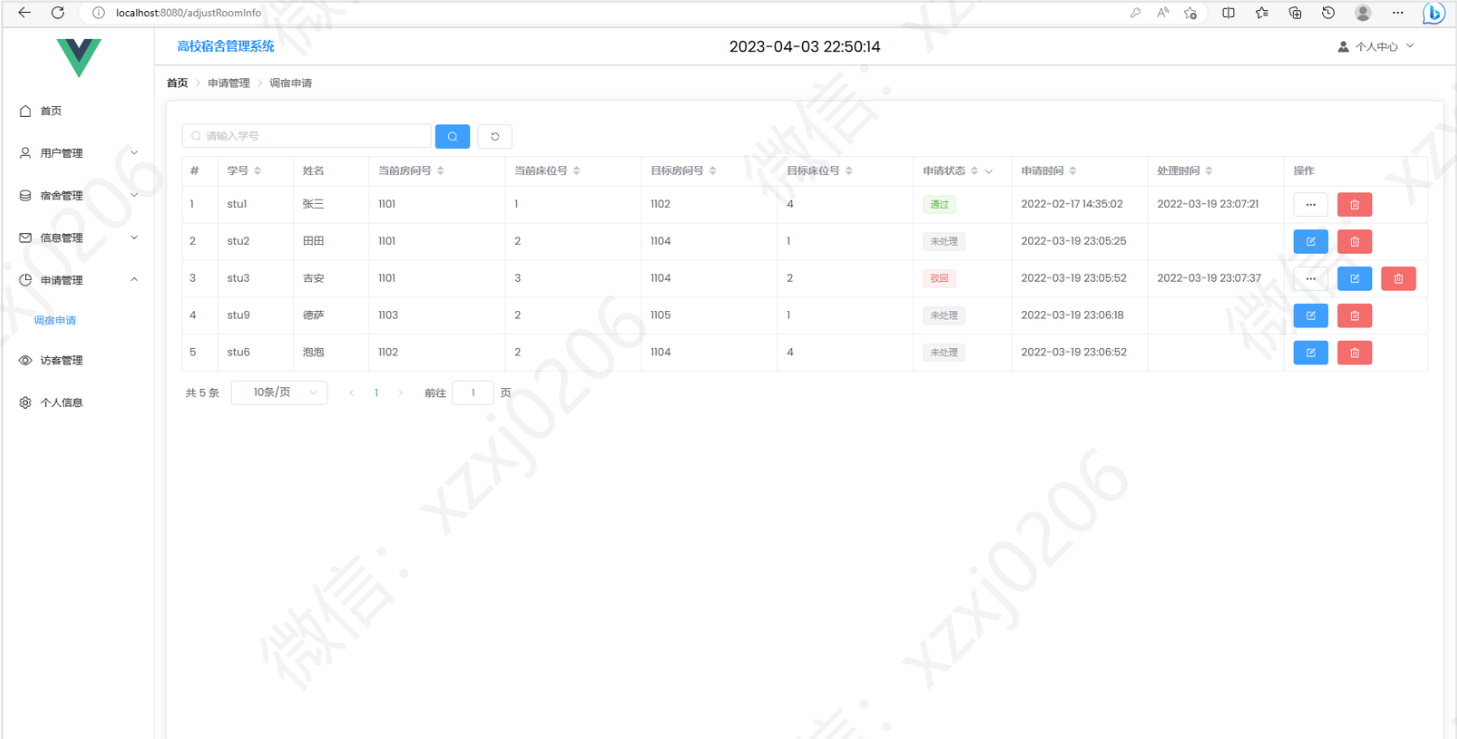 localhost:8080/adjustRoomInfo
高校宿舍管理系统
2023-04-03 22:50:14
个人中心
首页 > 申请管理 > 调宿申请
首页
用户管理
宿舍管理
信息管理
申请管理
调宿申请
访客管理
个人信息
请输入学号
# 学号 姓名 当前房间号 当前床位号 目标房间号 目标床位号 申请状态 申请时间 处理时间 操作
1 stu1 张三 1101 1 1102 4 通过 2022-02-17 14:35:02 2022-03-19 23:07:21
2 stu2 田田 1101 2 1104 1 未处理 2022-03-19 23:05:25
3 stu3 吉安 1101 3 1104 2 驳回 2022-03-19 23:05:52 2022-03-19 23:07:37
4 stu9 德萨 1103 2 1105 1 未处理 2022-03-19 23:06:18
5 stu6 泡泡 1102 2 1104 4 未处理 2022-03-19 23:06:52
共 5 条 10条/页 < 1 > 前往 1 页
微信：xzxj0206
微信：xzxj0206